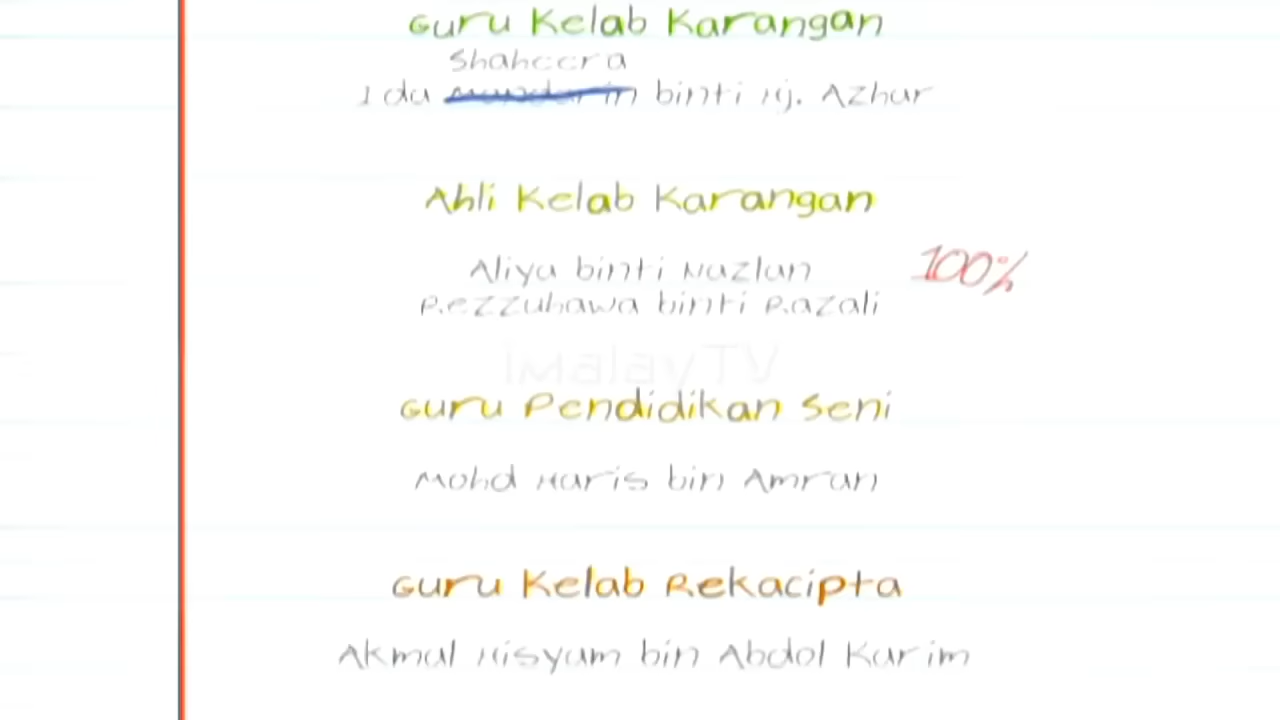 Guru Kelab Karangan
Shaheera
Ida binti Hj. Azhar
Ahli Kelab Karangan
Aliya binti Nazlan 100%
Rezzuhawa binti Razali
ImalayTV
Guru Pendidikan Seni
Mohd Haris bin Amran
Guru Kelab Rekacipta
Akmal Hisyam bin Abdol Karim